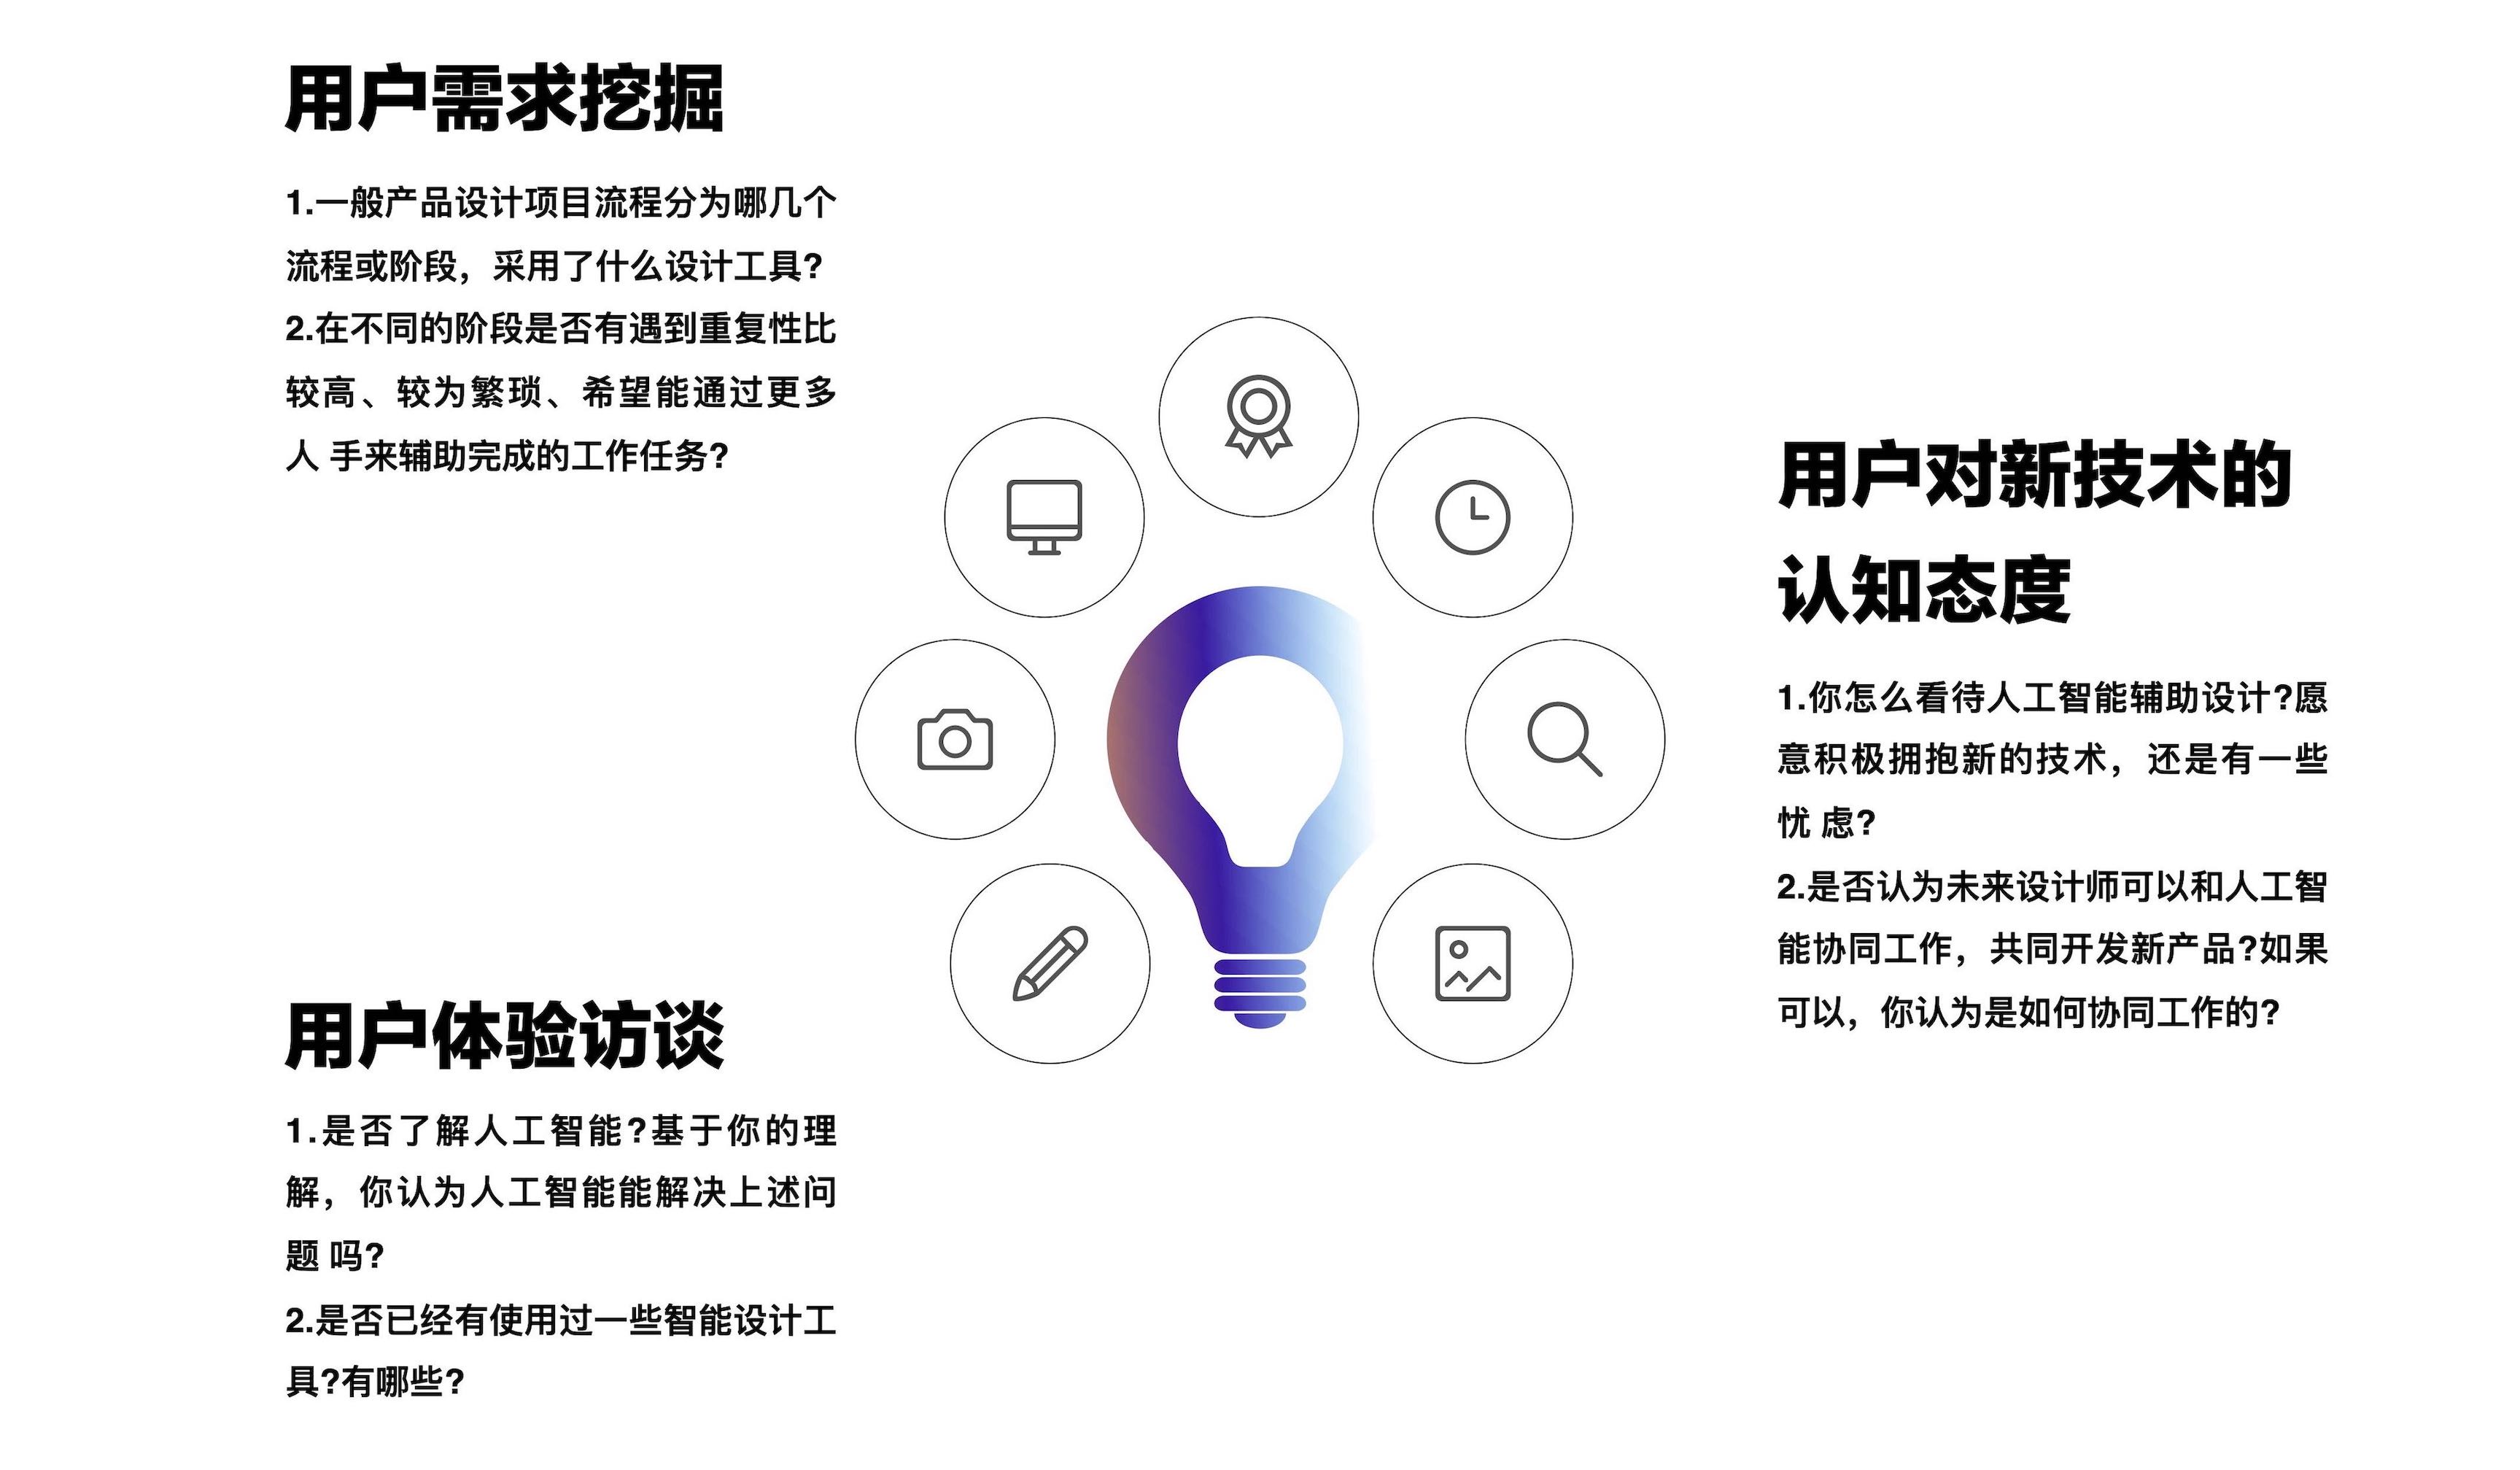 用户需求挖掘
1.一般产品设计项目流程分为哪几个
流程或阶段，采用了什么设计工具?
2.在不同的阶段是否有遇到重复性比
较高、较为繁琐、希望能通过更多
人 手来辅助完成的工作任务?
用户体验访谈
1.是否了解人工智能?基于你的理
解，你认为人工智能能解决上述问
题 吗?
2.是否已经有使用过一些智能设计工
具?有哪些?
用户对新技术的
认知态度
1.你怎么看待人工智能辅助设计?愿
意积极拥抱新的技术，还是有一些
忧 虑?
2.是否认为未来设计师可以和人工智
能协同工作，共同开发新产品?如果
可以，你认为是如何协同工作的?